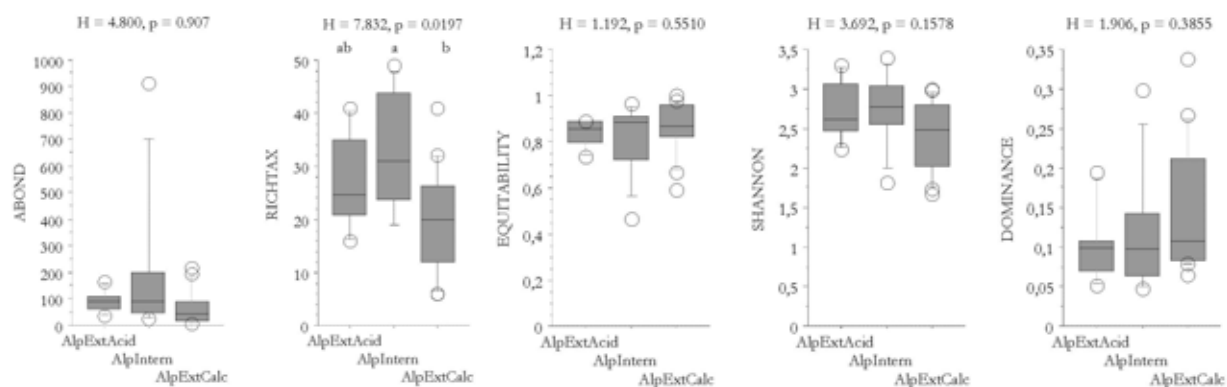 H = 4.800, p = 0.907
H = 7.832, p = 0.0197
H = 1.192, p = 0.5510
H = 3.692, p = 0.1578
H = 1.906, p = 0.3855
ab a b
ABOND
1000
900
800
700
600
500
400
300
200
100
0
AlpExtAcid
AlpIntern
AlpExtCalc
RICHTAX
50
40
30
20
10
0
AlpExtAcid
AlpIntern
AlpExtCalc
EQUITABILITY
1,2
1
0,8
0,6
0,4
0,2
0
AlpExtAcid
AlpIntern
AlpExtCalc
SHANNON
3,5
3
2,5
2
1,5
1
0,5
0
AlpExtAcid
AlpIntern
AlpExtCalc
DOMINANCE
0,35
0,3
0,25
0,2
0,15
0,1
0,05
0
AlpExtAcid
AlpIntern
AlpExtCalc